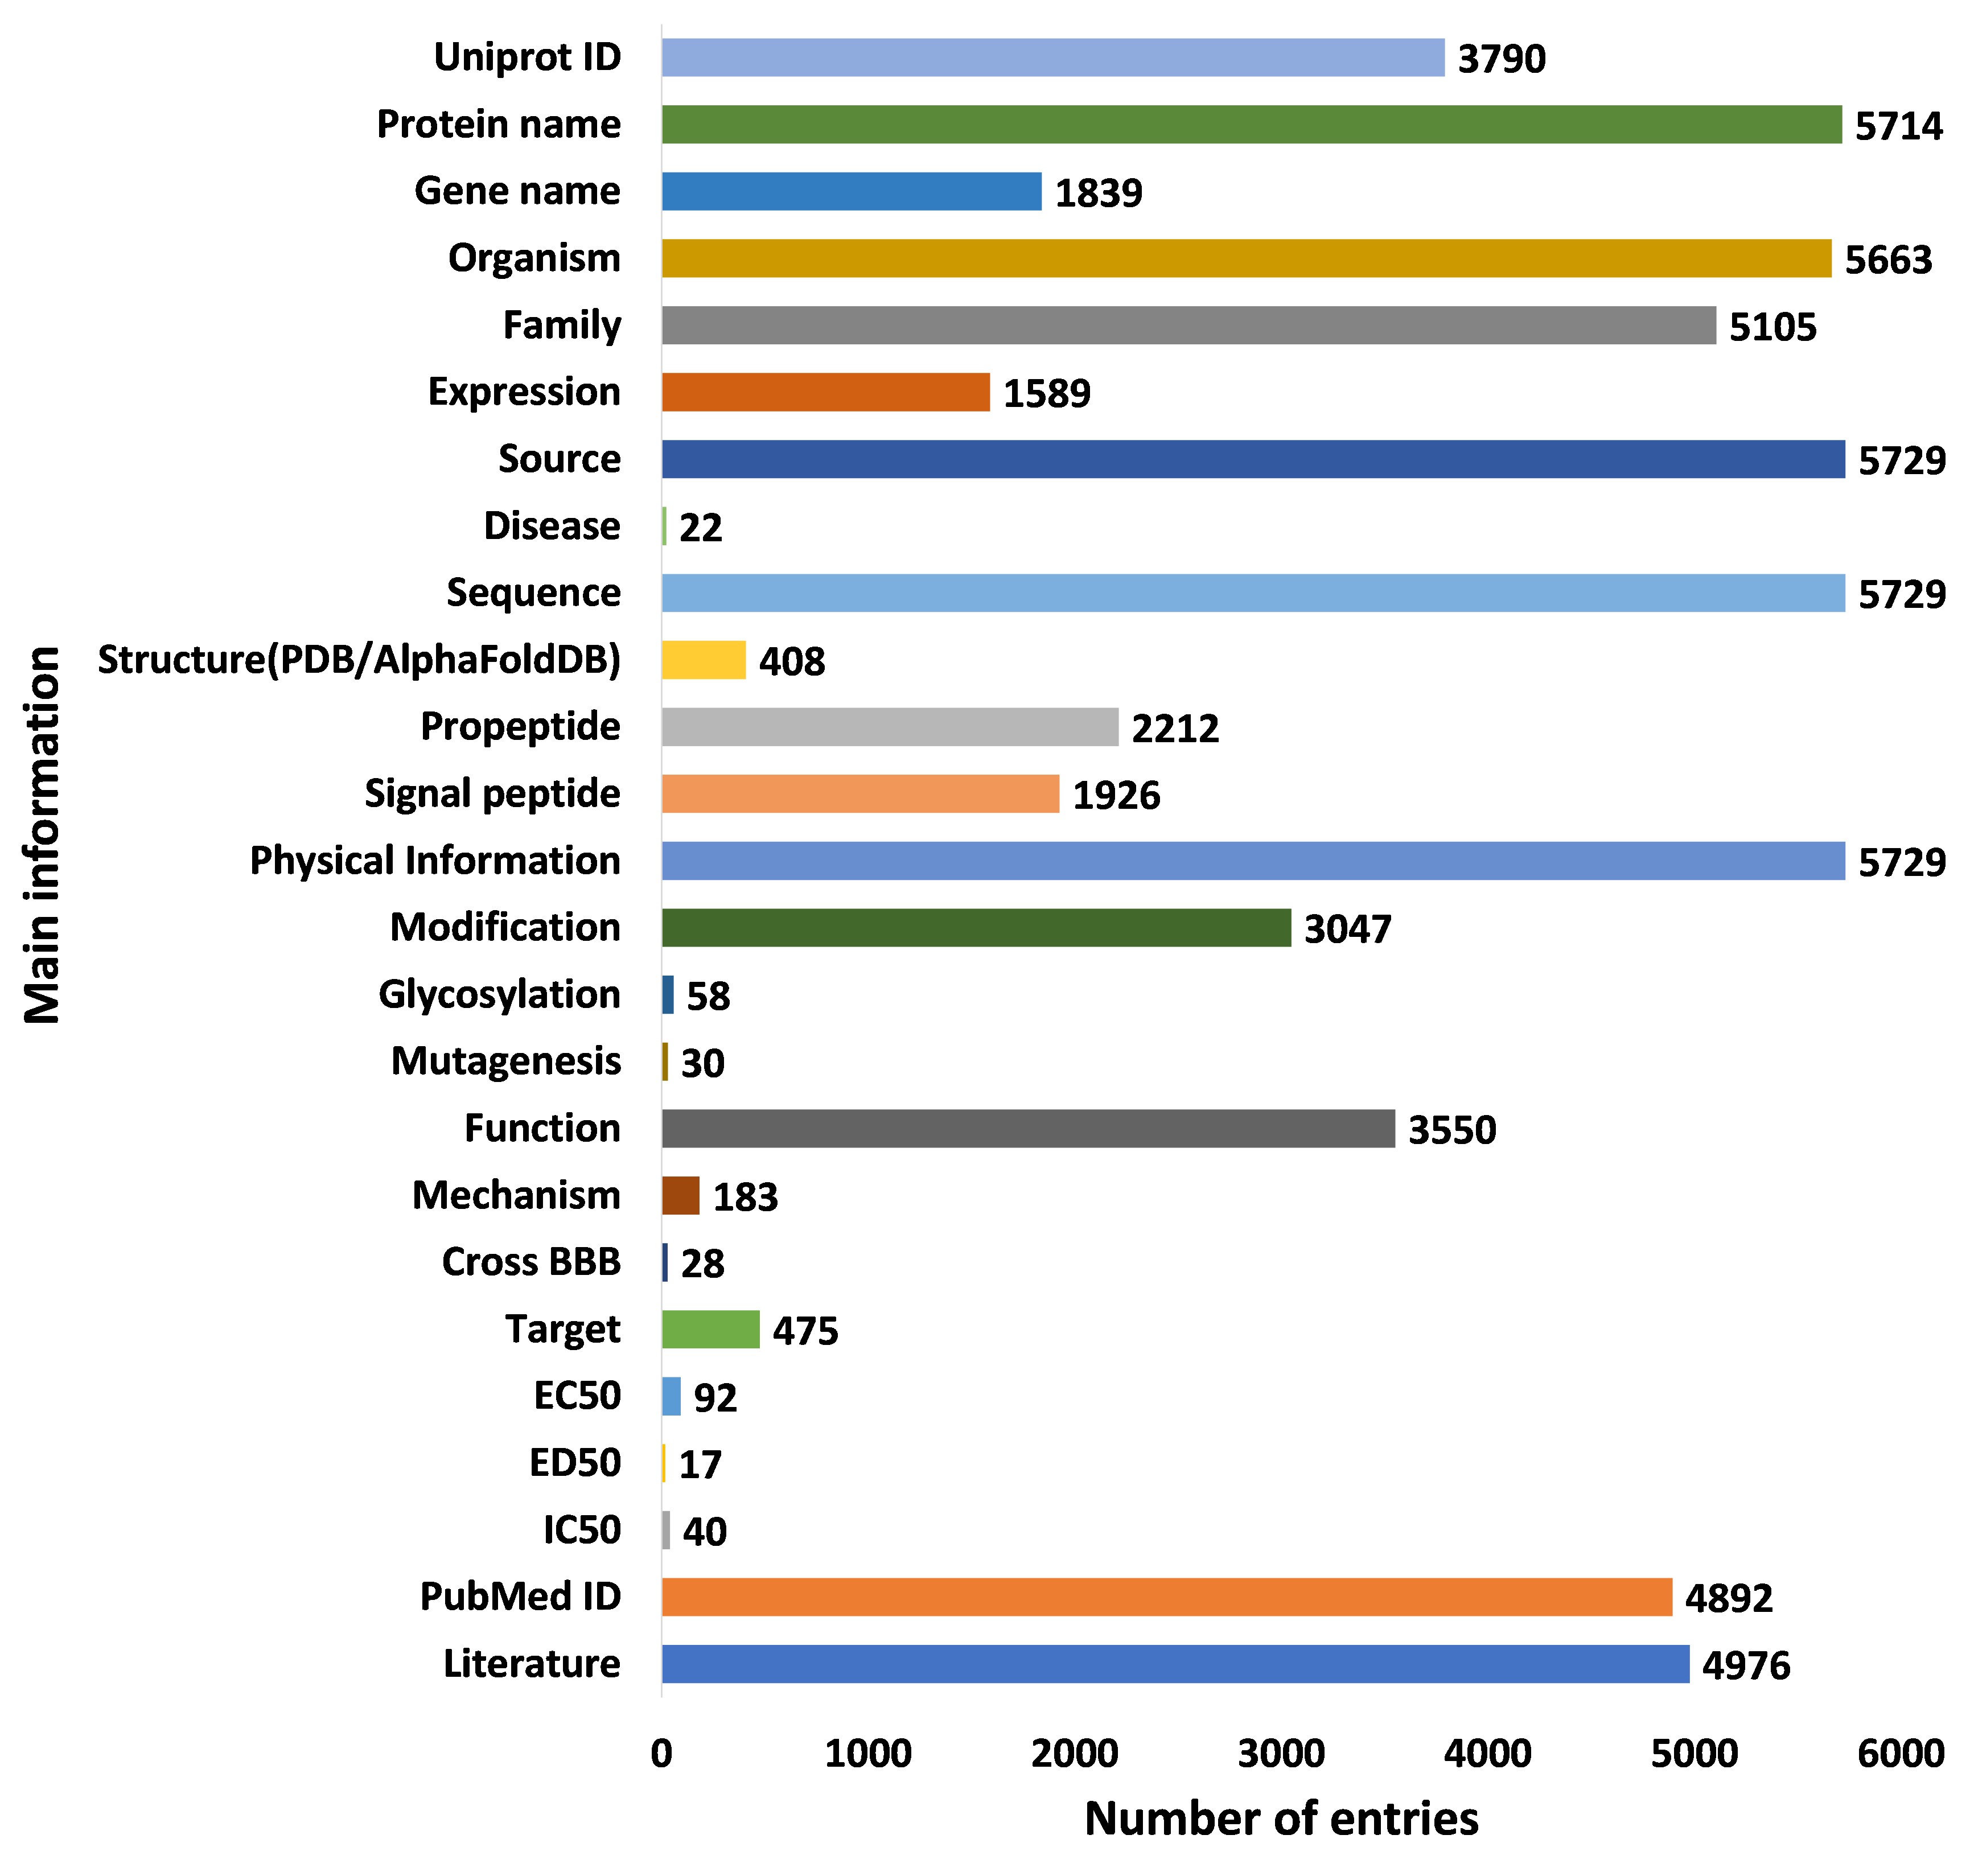 Uniprot ID 3790
Protein name 5714
Gene name 1839
Organism 5663
Family 5105
Expression 1589
Source 5729
Disease 22
Sequence 5729
Structure(PDB/AlphaFoldDB) 408
Propeptide 2212
Signal peptide 1926
Physical Information 5729
Modification 3047
Glycosylation 58
Mutagenesis 30
Function 3550
Mechanism 183
Cross BBB 28
Target 475
EC50 92
ED50 17
IC50 40
PubMed ID 4892
Literature 4976
Main information
0 1000 2000 3000 4000 5000 6000
Number of entries